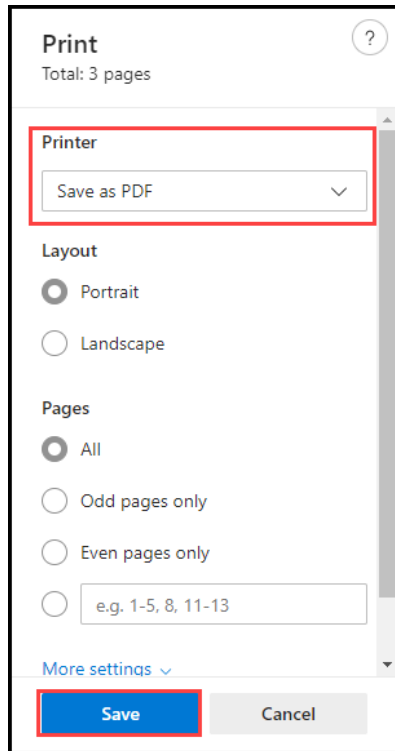 Print
?
Total: 3 pages
Printer
Save as PDF
Layout
Portrait
Landscape
Pages
All
Odd pages only
Even pages only
e.g. 1-5, 8, 11-13
More settings
Save Cancel